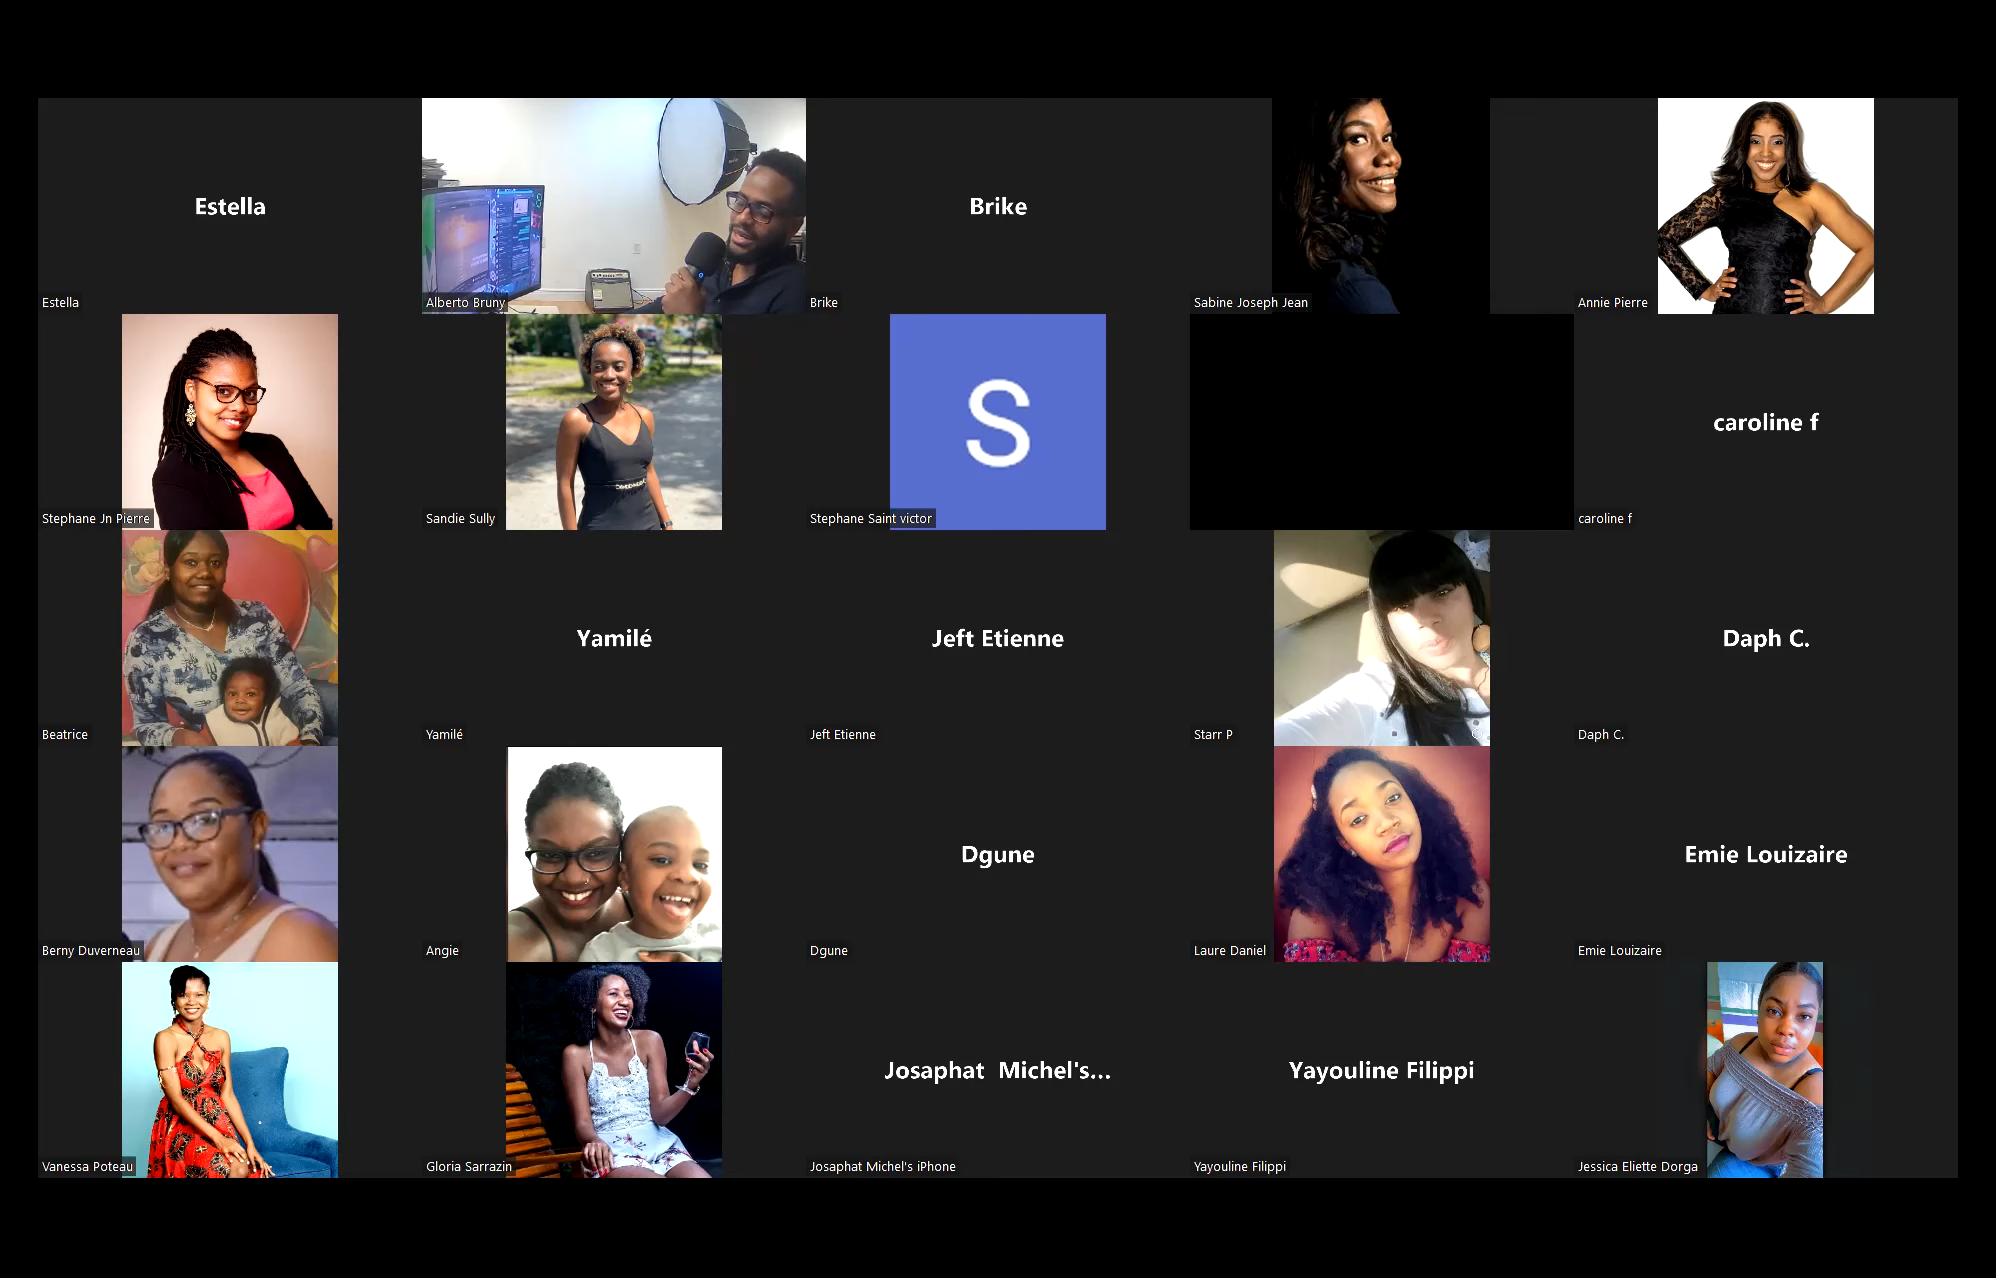 Estella
Estella
Alberto Bruny
Brike
Brike
Sabine Joseph Jean
Annie Pierre
Stephane Jn Pierre
Sandie Sully
S
Stephane Saint victor
caroline f
caroline f
Beatrice
Yamilé
Yamilé
Jeft Etienne
Jeft Etienne
Starr P
Daph C.
Daph C.
Berny Duverneau
Angie
Dgune
Dgune
Laure Daniel
Emie Louizaire
Emie Louizaire
Vanessa Poteau
Gloria Sarrazin
Josaphat  Michel's...
Josaphat Michel's iPhone
Yayouline Filippi
Yayouline Filippi
Jessica Eliette Dorga